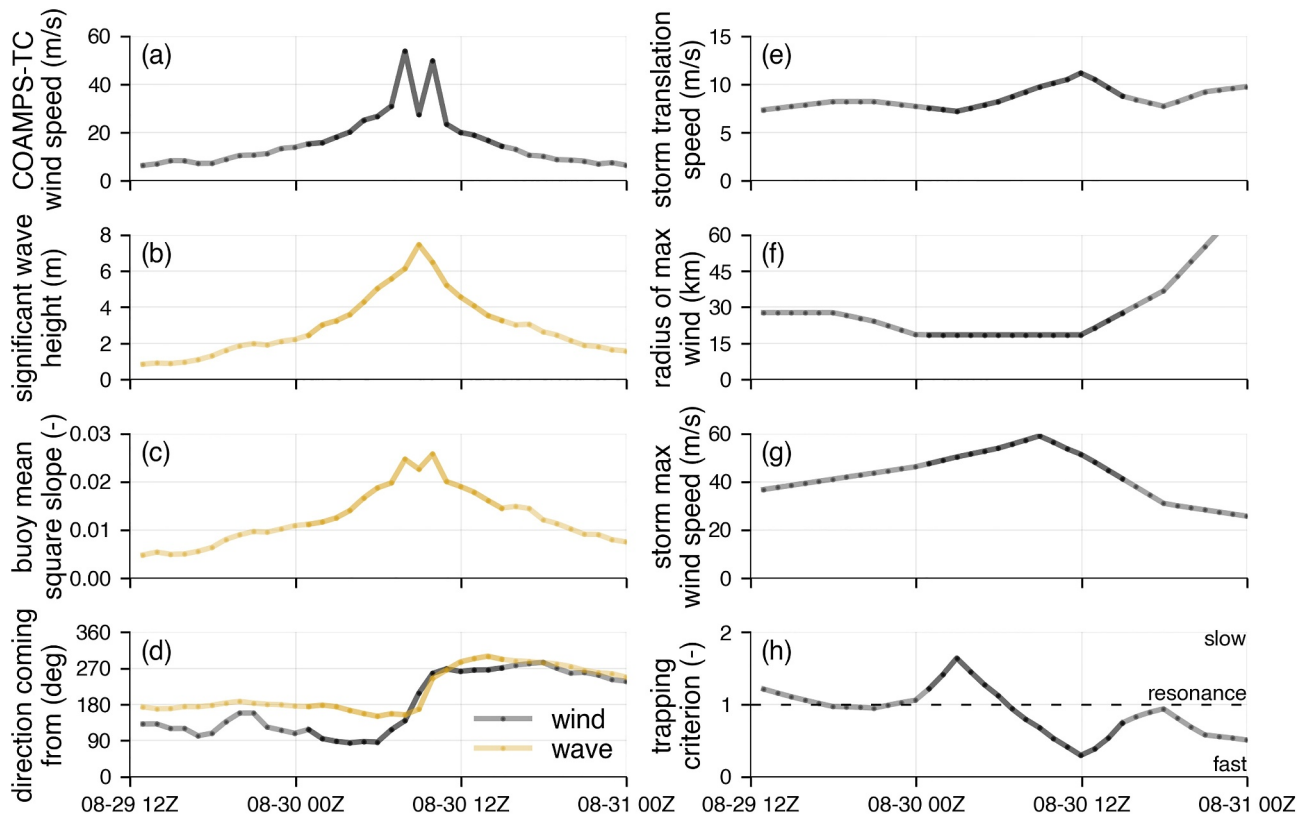 COAMPS-TC
wind speed (m/s)
60
40
20
0
(a)
storm translation
speed (m/s)
15
10
5
0
(e)
significant wave
height (m)
8
6
4
2
0
(b)
radius of max
wind (km)
60
45
30
15
0
(f)
buoy mean
square slope (-)
0.03
0.02
0.01
0.00
(c)
storm max
wind speed (m/s)
60
40
20
0
(g)
direction coming
from (deg)
360
270
180
90
0
(d)
wind
wave
08-29 12Z
08-30 00Z
08-30 12Z
08-31 00Z
trapping
criterion (-)
2
1
0
(h)
slow
resonance
fast
08-29 12Z
08-30 00Z
08-30 12Z
08-31 00Z